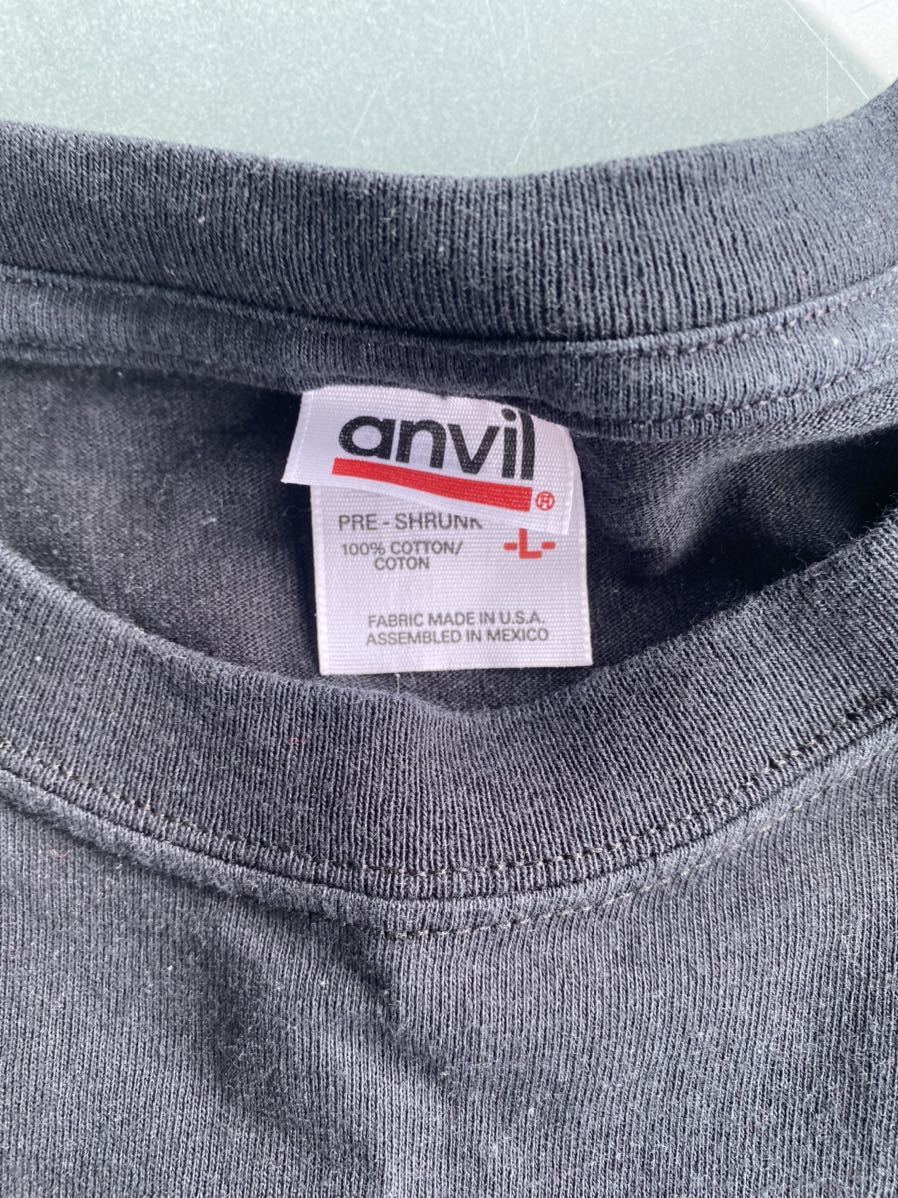 anvil®
PRE - SHRUNK
100% COTTON/
COTON
-L-
FABRIC MADE IN U.S.A.
ASSEMBLED IN MEXICO